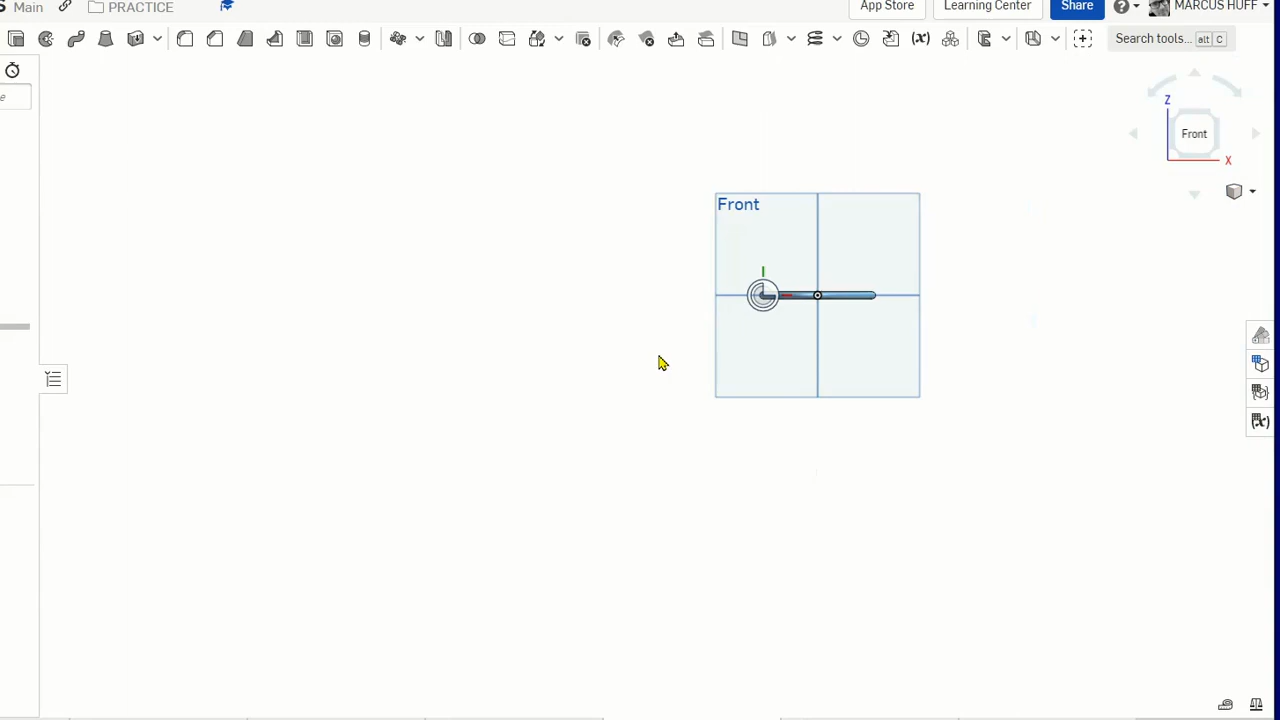 Main PRACTICE App Store Learning Center Share MARCUS HUFF
Search tools... alt C
Z
Front
X
Front